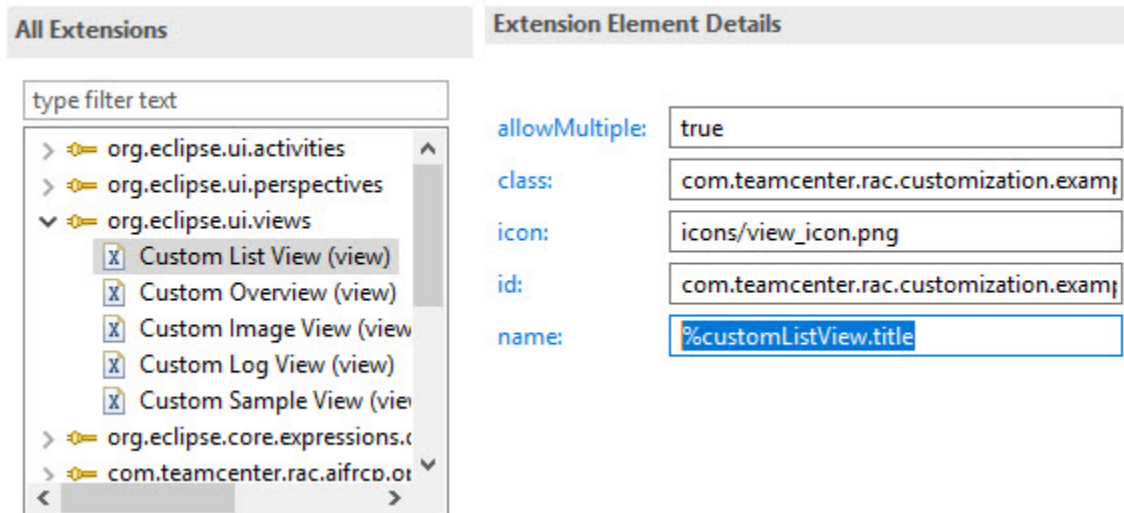 All Extensions
type filter text
org.eclipse.ui.activities
org.eclipse.ui.perspectives
org.eclipse.ui.views
Custom List View (view)
Custom Overview (view)
Custom Image View (view
Custom Log View (view)
Custom Sample View (vie
org.eclipse.core.expressions.
com.teamcenter.rac.aifrcp.
Extension Element Details
allowMultiple: true
class: com.teamcenter.rac.customization.examp
icon: icons/view_icon.png
id: com.teamcenter.rac.customization.examp
name: %customListView.title